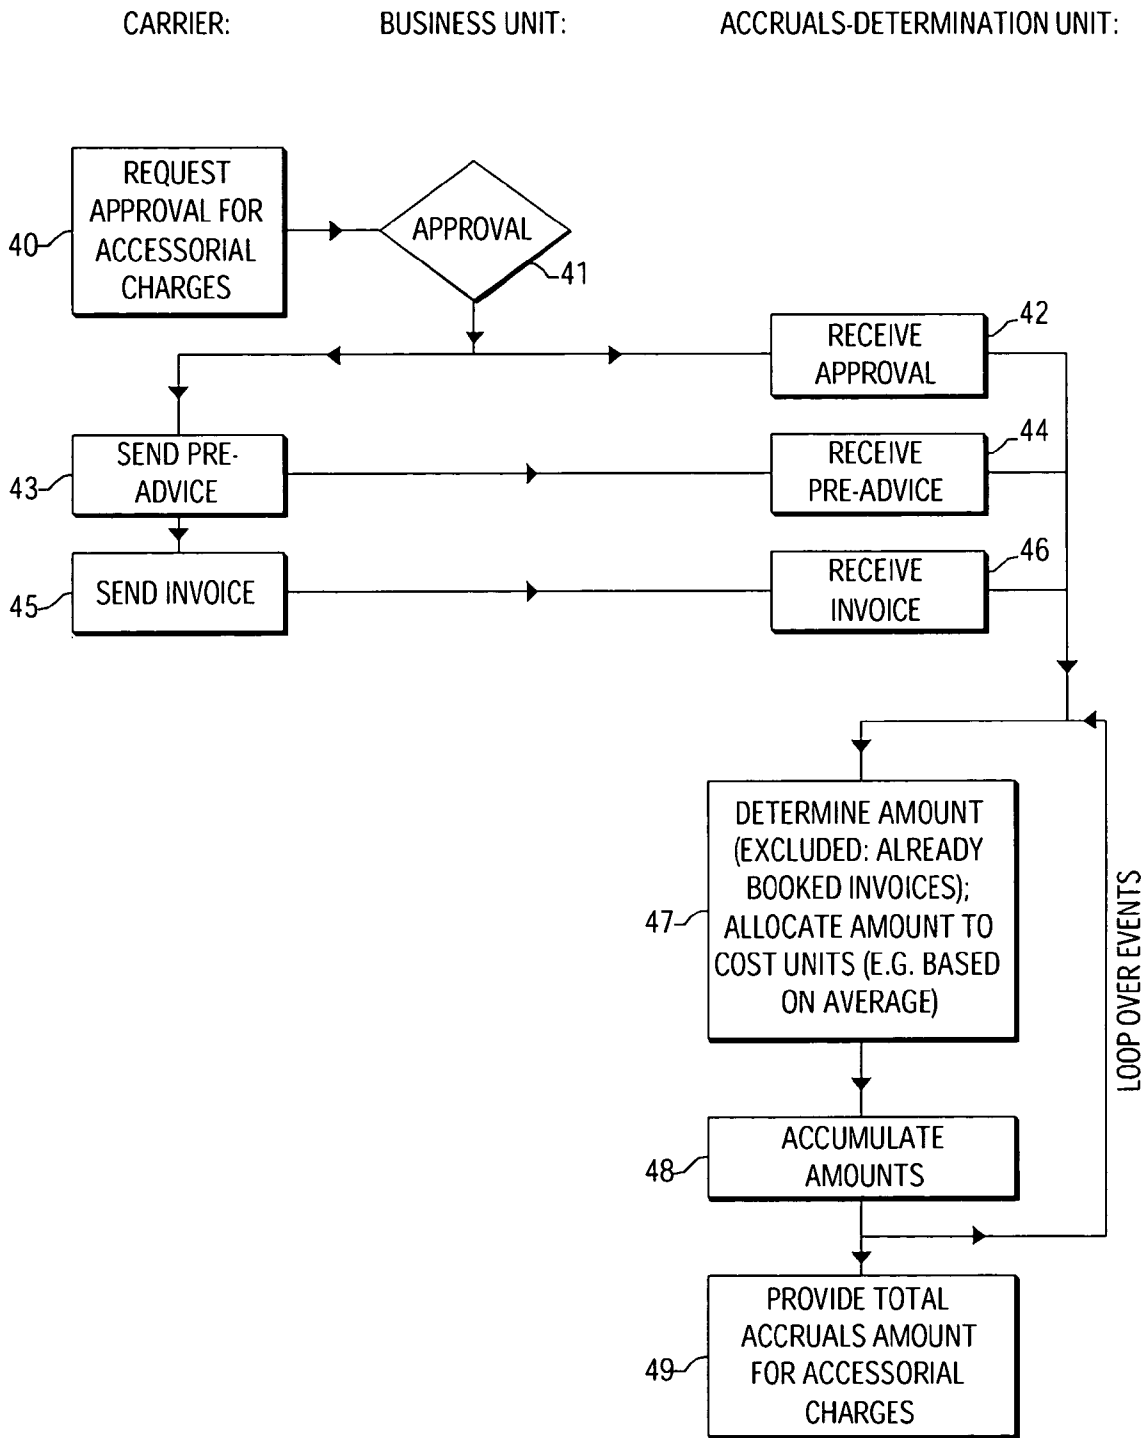 CARRIER:
BUSINESS UNIT:
ACCRUALS-DETERMINATION UNIT:
REQUEST
APPROVAL FOR
ACCESSORIAL
CHARGES
40
APPROVAL
41
42
RECEIVE
APPROVAL
SEND PRE-
ADVICE
43
44
RECEIVE
PRE-ADVICE
SEND INVOICE
45
46
RECEIVE
INVOICE
DETERMINE AMOUNT
(EXCLUDED: ALREADY
BOOKED INVOICES);
ALLOCATE AMOUNT TO
COST UNITS (E.G. BASED
ON AVERAGE)
47
LOOP OVER EVENTS
ACCUMULATE
AMOUNTS
48
PROVIDE TOTAL
ACCRUALS AMOUNT
FOR ACCESSORIAL
CHARGES
49